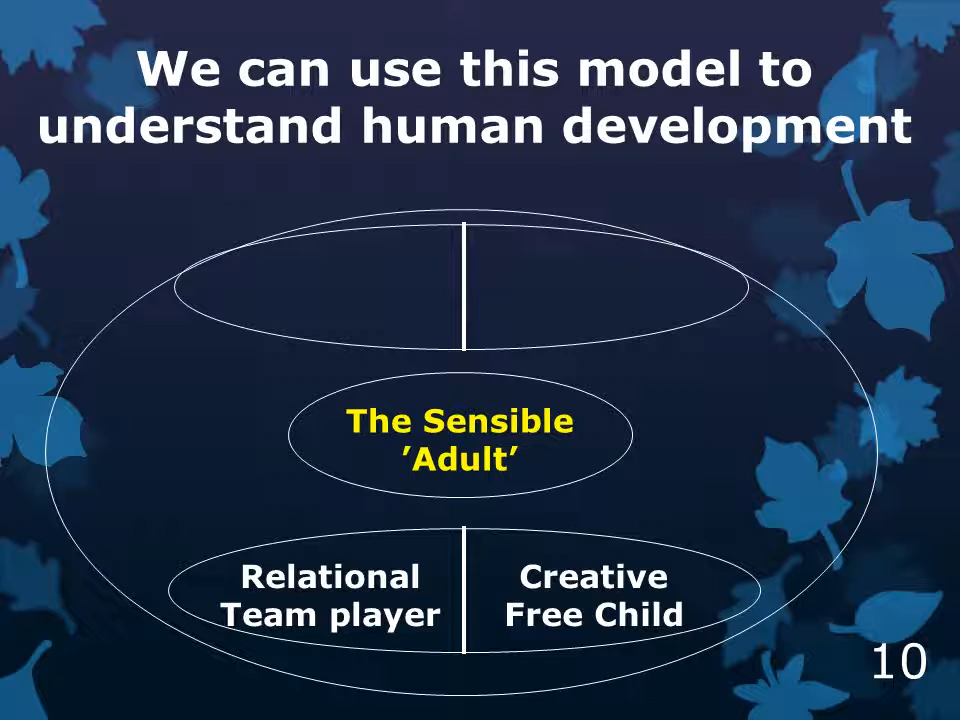 We can use this model to
understand human development
The Sensible
’Adult’
Relational
Team player
Creative
Free Child
10